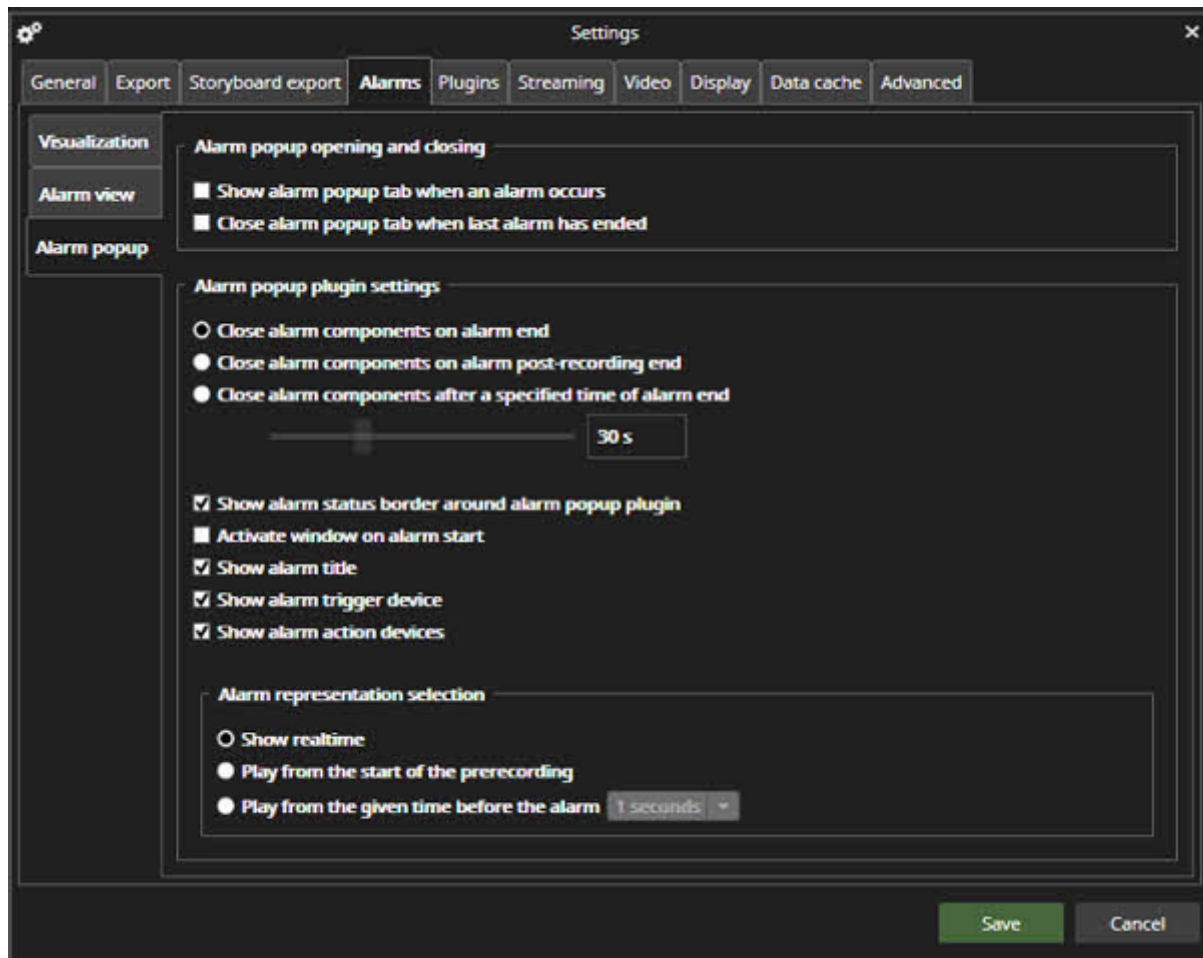 Settings
General Export Storyboard export Alarms Plugins Streaming Video Display Data cache Advanced
Visualization
Alarm view
Alarm popup
Alarm popup opening and closing
Show alarm popup tab when an alarm occurs
Close alarm popup tab when last alarm has ended
Alarm popup plugin settings
Close alarm components on alarm end
Close alarm components on alarm post-recording end
Close alarm components after a specified time of alarm end
30 s
Show alarm status border around alarm popup plugin
Activate window on alarm start
Show alarm title
Show alarm trigger device
Show alarm action devices
Alarm representation selection
Show realtime
Play from the start of the prerecording
Play from the given time before the alarm 1 seconds
Save Cancel